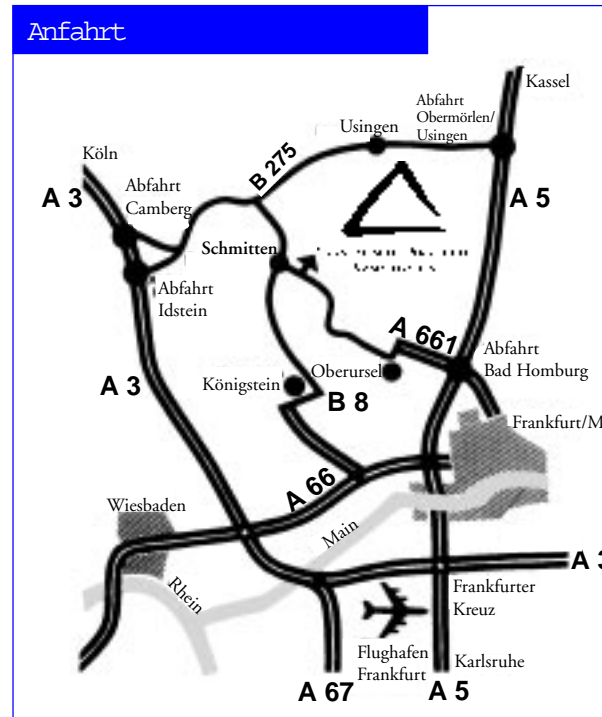 Anfahrt
Kassel
Abfahrt
Obermörlen/
Usingen
Usingen
Köln
B 275
A 3
Abfahrt
Camberg
A 5
Schmitten
Abfahrt
Idstein
A 661
Abfahrt
Bad Homburg
A 3
Königstein
Oberursel
B 8
Frankfurt/M
A 66
Wiesbaden
Main
Rhein
A 3
Frankfurter
Kreuz
Flughafen
Frankfurt
Karlsruhe
A 67
A 5